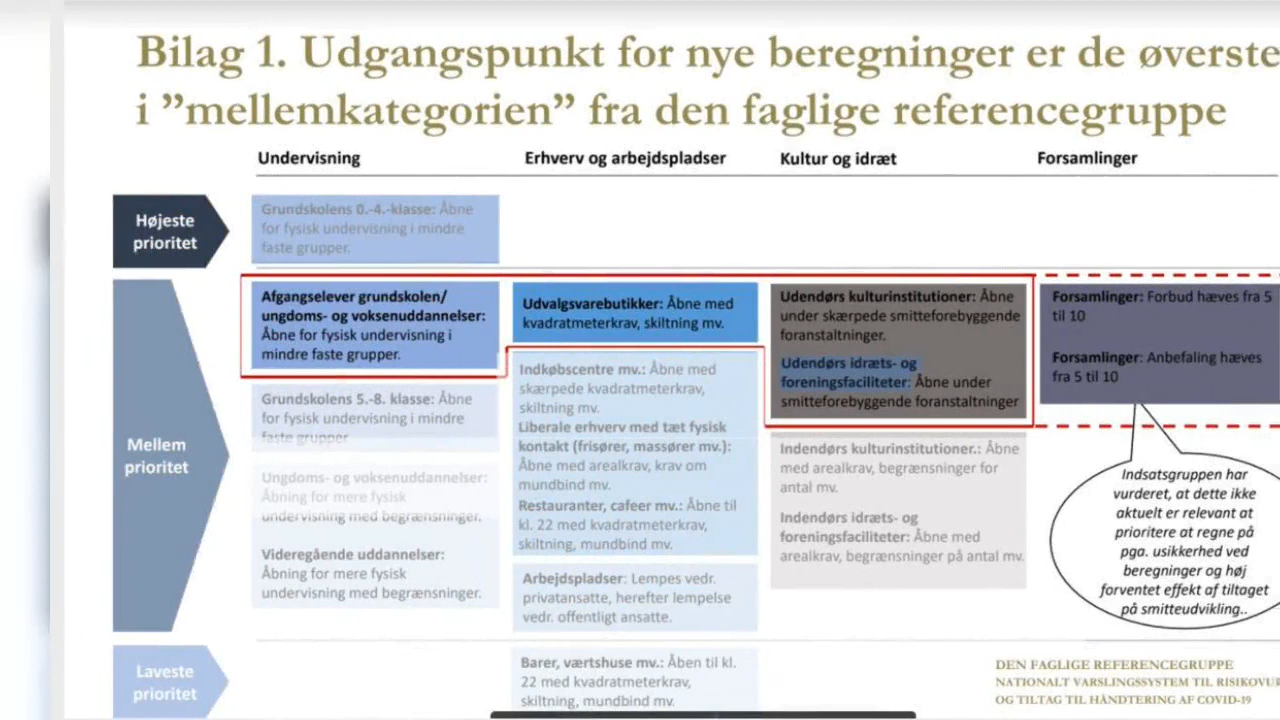 Bilag 1. Udgangspunkt for nye beregninger er de øverste
i ”mellemkategorien” fra den faglige referencegruppe
Undervisning
Erhverv og arbejdspladser
Kultur og idræt
Forsamlinger
Højeste
prioritet
Grundskolens 0.-4.-klasse: Åbne
for fysisk undervisning i mindre
faste grupper.
Mellem
prioritet
Afgangselever grundskolen/
ungdoms- og voksenuddannelser:
Åbne for fysisk undervisning i
mindre faste grupper.
Grundskolens 5.-8. klasse: Åbne
for fysisk undervisning i mindre
faste grupper
Ungdoms- og voksenuddannelser:
Åbning for mere fysisk
undervisning med begrænsninger.
Videregående uddannelser:
Åbning for mere fysisk
undervisning med begrænsninger.
Udvalgsvarebutikker: Åbne med
kvadratmeterkrav, skiltning mv.
Indkøbscentre mv.: Åbne med
skærpede kvadratmeterkrav,
skiltning mv.
Liberale erhverv med tæt fysisk
kontakt (frisører, massører mv.):
Åbne med arealkrav, krav om
mundbind mv.
Restauranter, cafeer mv.: Åbne til
kl. 22 med kvadratmeterkrav,
skiltning, mundbind mv.
Arbejdspladser: Lempes vedr.
privatansatte, herefter lempelse
vedr. offentligt ansatte.
Udendørs kulturinstitutioner: Åbne
under skærpede smitteforebyggende
foranstaltninger.
Udendørs idræts- og
foreningsfaciliteter: Åbne under
smitteforebyggende foranstaltninger
Indendørs kulturinstitutioner.: Åbne
med arealkrav, begrænsninger for
antal mv.
Indendørs idræts- og
foreningsfaciliteter: Åbne med
arealkrav, begrænsninger på antal mv.
Forsamlinger: Forbud hæves fra 5
til 10
Forsamlinger: Anbefaling hæves
fra 5 til 10
Indsatsgruppen har
vurderet, at dette ikke
aktuelt er relevant at
prioritere at regne på
pga. usikkerhed ved
beregninger og høj
forventet effekt af tiltaget
på smitteudvikling..
Laveste
prioritet
Barer, værtshuse mv.: Åben til kl.
22 med kvadratmeterkrav,
skiltning, mundbind mv.
DEN FAGLIGE REFERENCEGRUPPE
NATIONALT VARSLINGSSYSTEM TIL RISIKOVUR
OG TILTAG TIL HÅNDTERING AF COVID-19